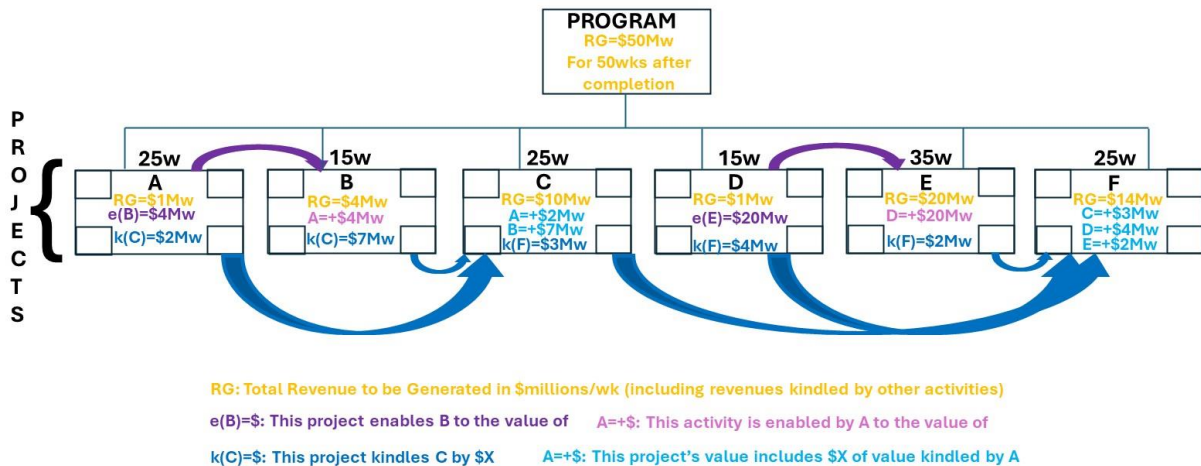 PROGRAM
RG=$50Mw
For 50wks after
completion
PROJECTS
25w
A
RG=$1Mw
e(B)=$4Mw
k(C)=$2Mw
15w
B
RG=$4Mw
A=+$4Mw
k(C)=$7Mw
25w
C
RG=$10Mw
A=+$2Mw
B=+$7Mw
k(F)=$3Mw
15w
D
RG=$1Mw
e(E)=$20Mw
k(F)=$4Mw
35w
E
RG=$20Mw
D=+$20Mw
k(F)=$2Mw
25w
F
RG=$14Mw
C=+$3Mw
D=+$4Mw
E=+$2Mw
RG: Total Revenue to be Generated in $millions/wk (including revenues kindled by other activities)
e(B)=$: This project enables B to the value of
A=+$: This activity is enabled by A to the value of
k(C)=$: This project kindles C by $X
A=+$: This project’s value includes $X of value kindled by A